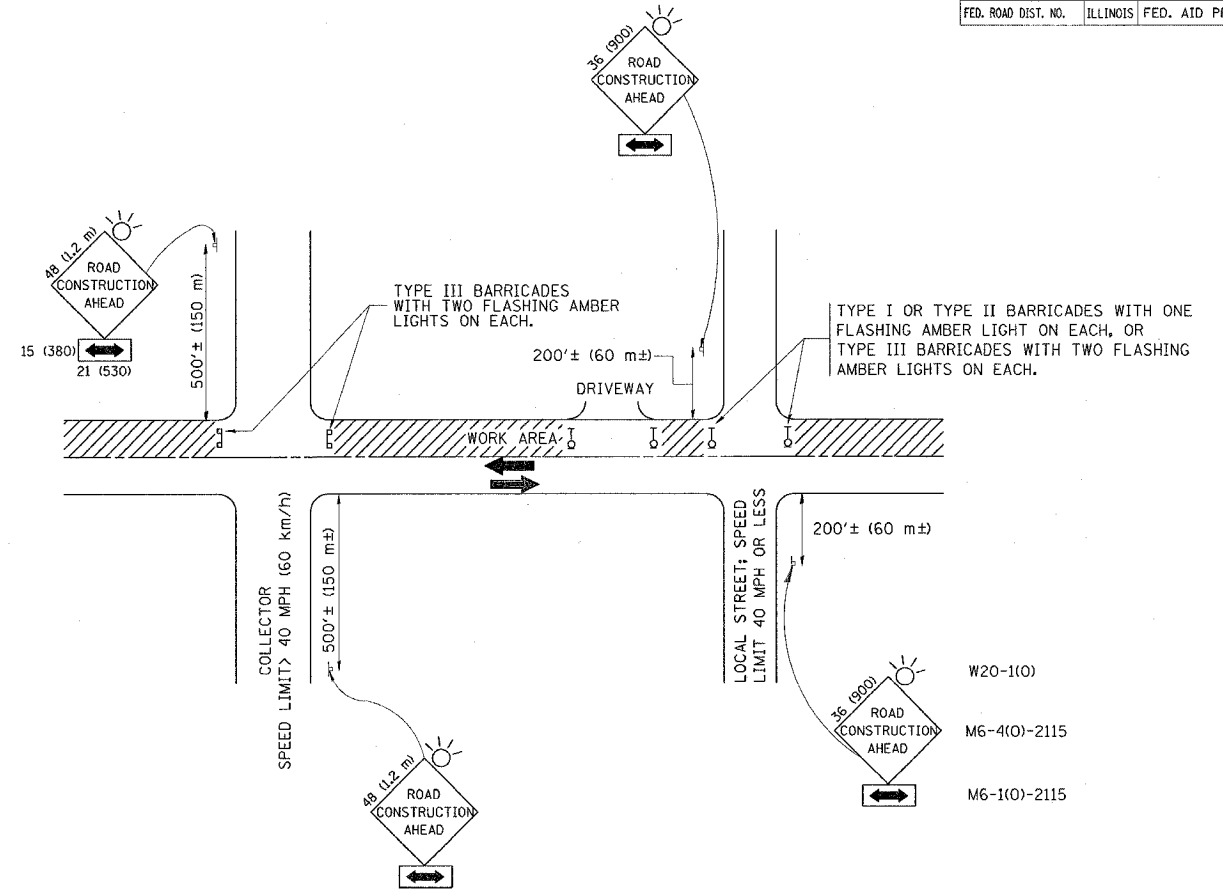 FED. ROAD DIST. NO. ILLINOIS FED. AID
36 (900)
ROAD
CONSTRUCTION
AHEAD
48 (1.2 m)
ROAD
CONSTRUCTION
AHEAD
15 (380)
21 (530)
500'± (150 m)
TYPE III BARRICADES
WITH TWO FLASHING AMBER
LIGHTS ON EACH.
200'± (60 m±)
DRIVEWAY
TYPE I OR TYPE II BARRICADES WITH ONE
FLASHING AMBER LIGHT ON EACH, OR
TYPE III BARRICADES WITH TWO FLASHING
AMBER LIGHTS ON EACH.
WORK AREA
COLLECTOR
SPEED LIMIT> 40 MPH (60 km/h)
500'± (150 m±)
LOCAL STREET; SPEED
LIMIT 40 MPH OR LESS
200'± (60 m±)
48 (1.2 m)
ROAD
CONSTRUCTION
AHEAD
36 (900)
ROAD
CONSTRUCTION
AHEAD
W20-1(O)
M6-4(O)-2115
M6-1(O)-2115